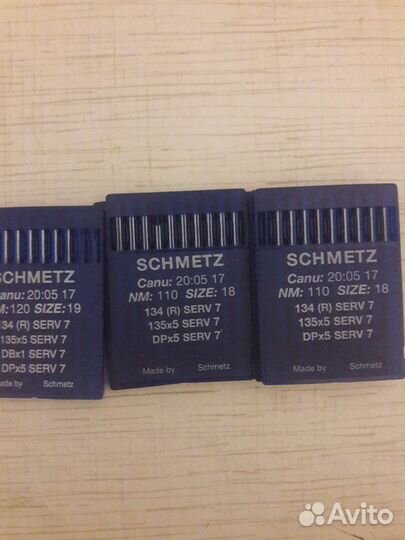 SCHMETZ
Canu: 20:05 17
M:120 SIZE:19
134 (R) SERV 7
135x5 SERV 7
DBx1 SERV 7
DPx5 SERV 7
Made by Schmetz
SCHMETZ
Canu: 20:05 17
NM: 110 SIZE: 18
134 (R) SERV 7
135x5 SERV 7
DPx5 SERV 7
Made by Schmetz
SCHMETZ
Canu: 20:05 17
NM: 110 SIZE: 18
134 (R) SERV 7
135x5 SERV 7
DPx5 SERV 7
Made by Schmetz
Avito